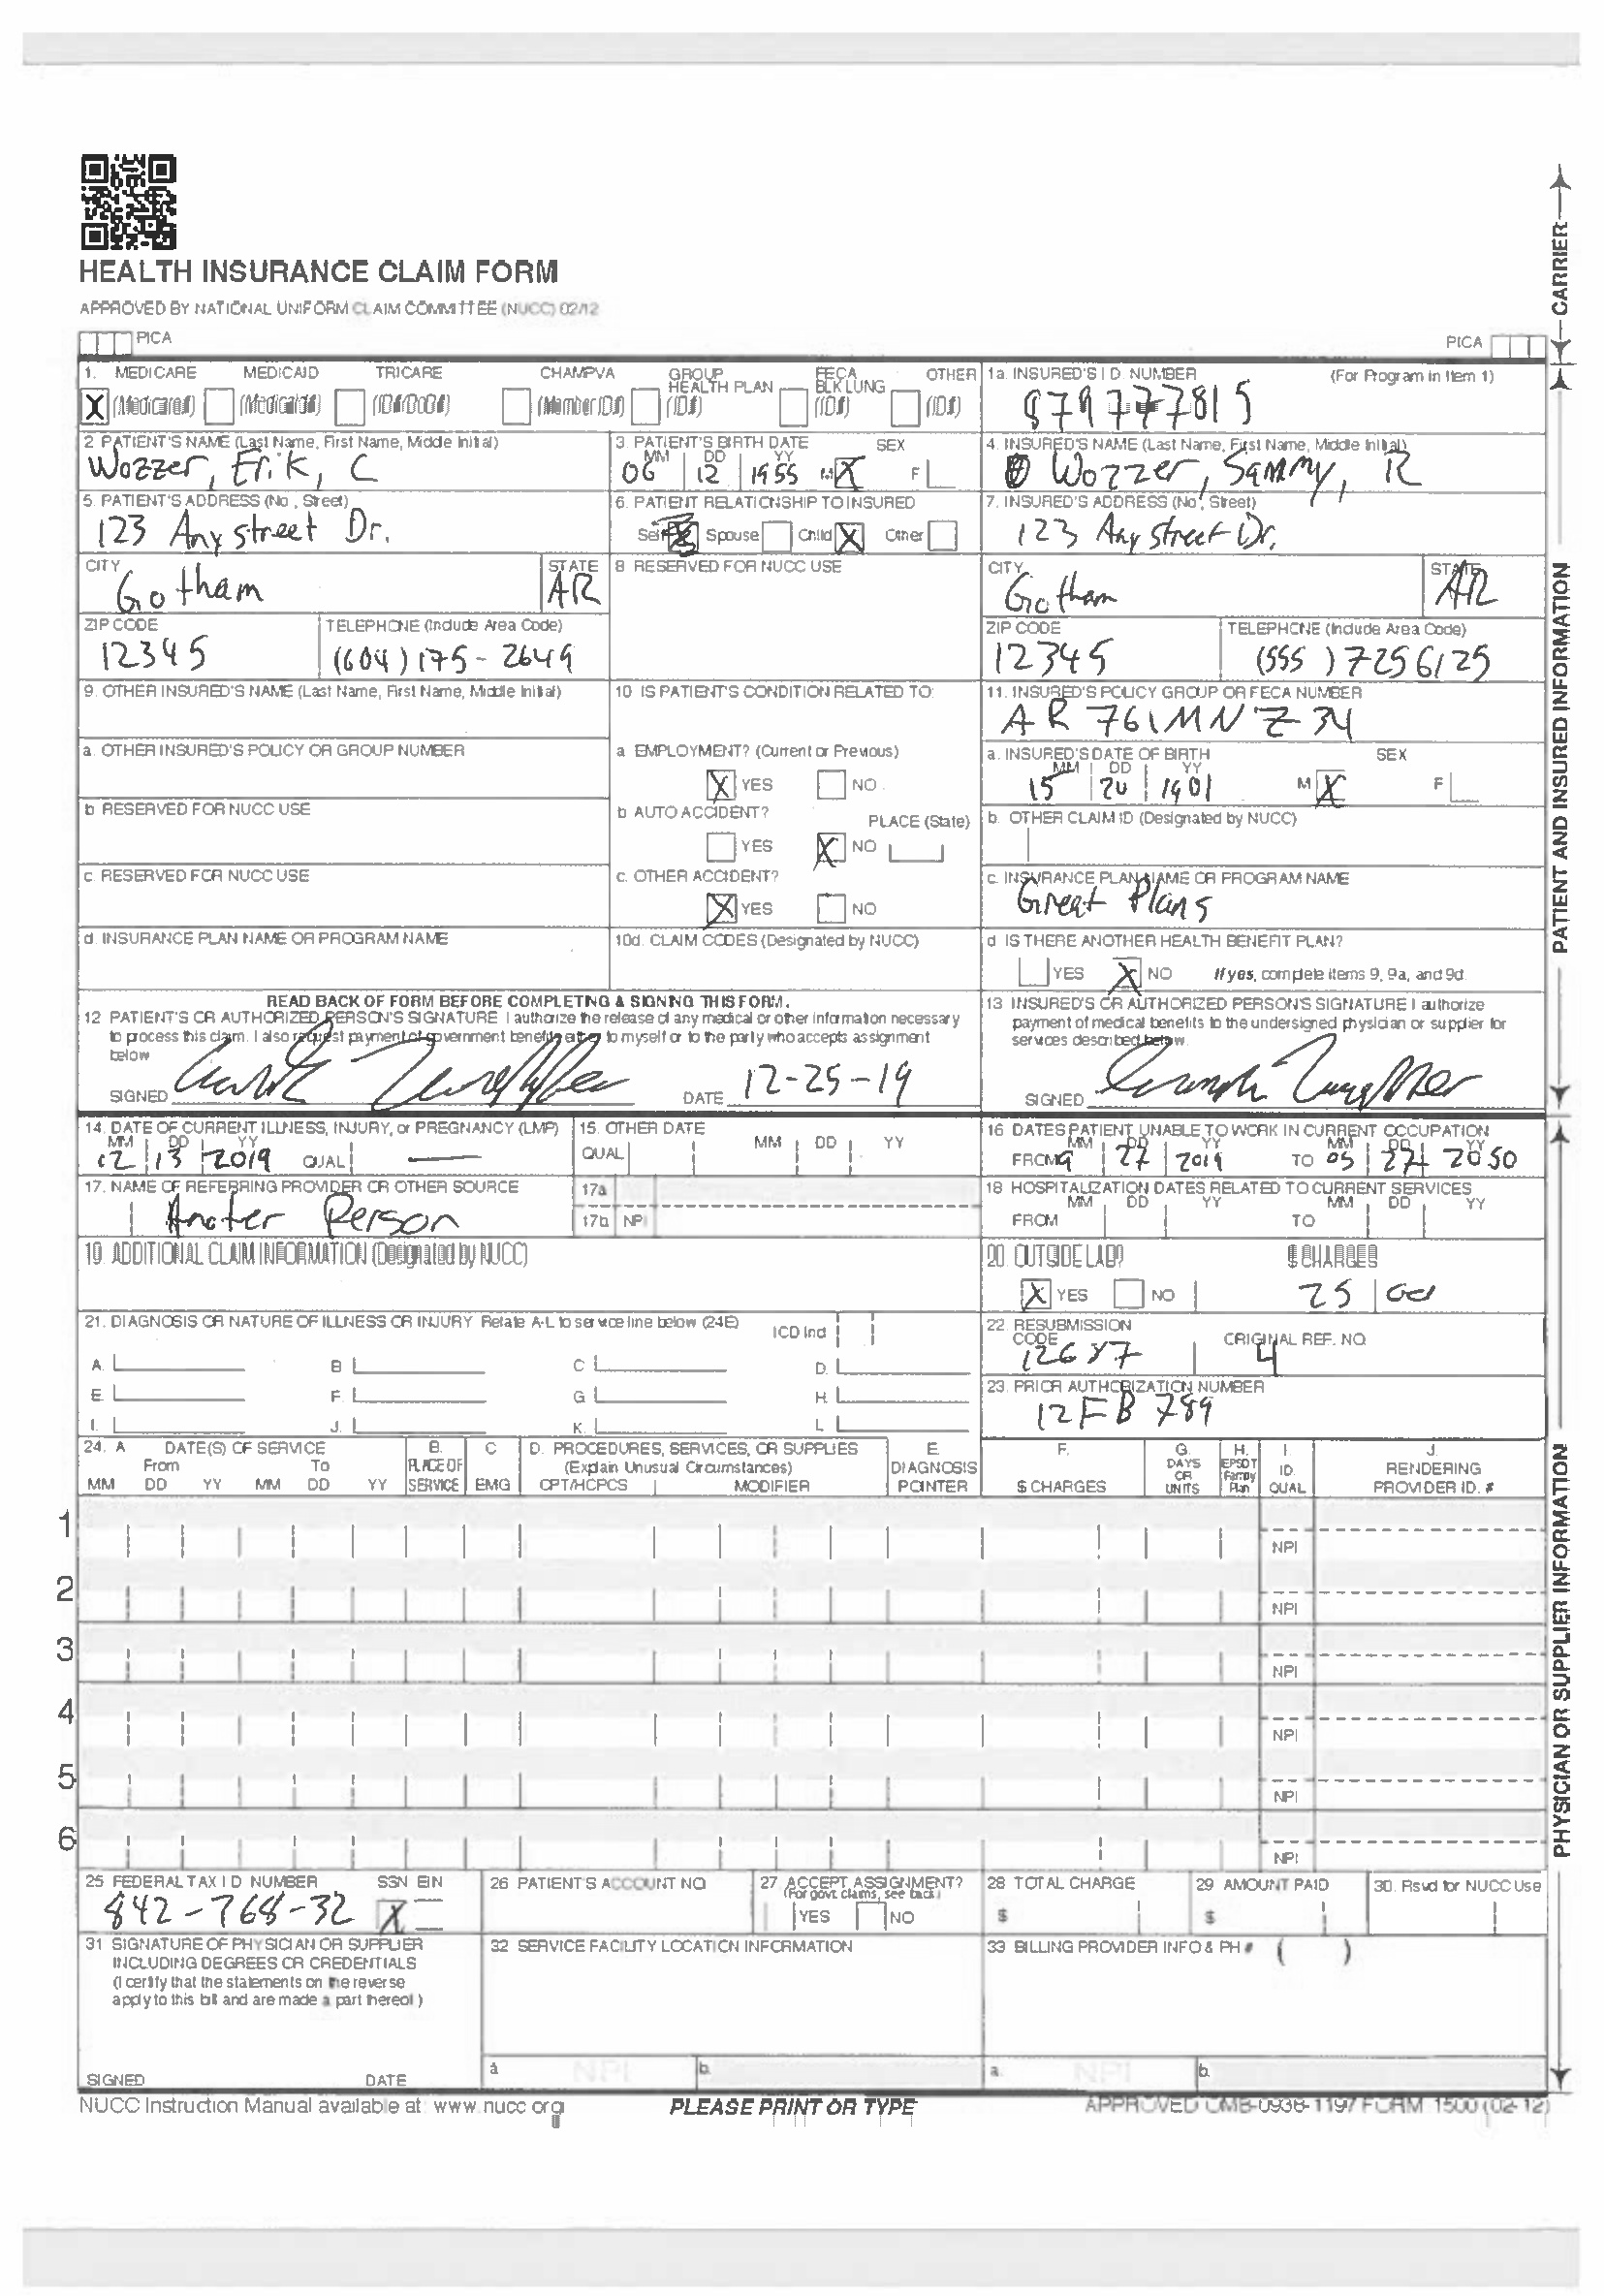 HEALTH INSURANCE CLAIM FORM
APPROVED BY NATIONAL UNIFORM CLAIM COMMITTEE (NUCC) 02/12
PICA
PICA
CARRIER
1. MEDICARE MEDICAID TRICARE CHAMPVA GROUP HEALTH PLAN FECA BLK LUNG OTHER
X (Medicare#) (Medicaid#) (ID#/DOD#) (Member ID#) (ID#) (ID#) (ID#)
1a. INSURED'S I D NUMBER (For Program in Item 1)
879777815
2 PATIENT'S NAME (Last Name, First Name, Middle Initial)
Wozzer, Erik, C
3. PATIENT'S BIRTH DATE SEX
MM DD YY
06 12 1955 M X F
4. INSURED'S NAME (Last Name, First Name, Middle Initial)
Wozzer, Sammy, R
5. PATIENT'S ADDRESS (No , Street)
123 Any street Dr.
6. PATIENT RELATIONSHIP TO INSURED
Self Spouse Child X Other
7. INSURED'S ADDRESS (No , Street)
123 Any street Dr.
CITY STATE
Gotham AR
8 RESERVED FOR NUCC USE
CITY STATE
Gotham AR
ZIP CODE TELEPHONE (Include Area Code)
12345 (604) 175-2649
ZIP CODE TELEPHONE (Include Area Code)
12345 (555 ) 7256129
9. OTHER INSURED'S NAME (Last Name, First Name, Middle Initial)
10 IS PATIENT'S CONDITION RELATED TO:
11. INSURED'S POLICY GROUP OR FECA NUMBER
AR 761MNZ34
a. OTHER INSURED'S POLICY OR GROUP NUMBER
a EMPLOYMENT? (Current or Previous)
X YES NO
a. INSURED'S DATE OF BIRTH SEX
MM DD YY
15 20 1901 M X F
b RESERVED FOR NUCC USE
b AUTO ACCIDENT? PLACE (State)
YES X NO
b. OTHER CLAIM ID (Designated by NUCC)
c. RESERVED FOR NUCC USE
c. OTHER ACCIDENT?
X YES NO
c. INSURANCE PLAN NAME OR PROGRAM NAME
Great Plans
d. INSURANCE PLAN NAME OR PROGRAM NAME
10d. CLAIM CODES (Designated by NUCC)
d IS THERE ANOTHER HEALTH BENEFIT PLAN?
YES X NO If yes, complete items 9, 9a, and 9d.
PATIENT AND INSURED INFORMATION
READ BACK OF FORM BEFORE COMPLETING & SIGNING THIS FORM.
12 PATIENT'S OR AUTHORIZED PERSON'S SIGNATURE I authorize the release of any medical or other information necessary
to process this claim. I also request payment of government benefits either to myself or to the party who accepts assignment
below
SIGNED DATE 12-25-19
13 INSURED'S OR AUTHORIZED PERSON'S SIGNATURE I authorize
payment of medical benefits to the undersigned physician or supplier for
services described below.
SIGNED
14. DATE OF CURRENT ILLNESS, INJURY, or PREGNANCY (LMP)
MM DD YY
12 13 2019 QUAL —
15. OTHER DATE
QUAL MM DD YY
16 DATES PATIENT UNABLE TO WORK IN CURRENT OCCUPATION
MM DD YY MM DD YY
FROM 9 27 2019 TO 05 27 2050
17. NAME OF REFERRING PROVIDER OR OTHER SOURCE
Anoter Person
17a
17b NPI
18 HOSPITALIZATION DATES RELATED TO CURRENT SERVICES
MM DD YY MM DD YY
FROM TO
19. ADDITIONAL CLAIM INFORMATION (Designated by NUCC)
20. OUTSIDE LAB? $ CHARGES
X YES NO 25
21. DIAGNOSIS OR NATURE OF ILLNESS OR INJURY Relate A-L to service line below (24E) ICD Ind
A. B C D.
E. F. G H.
I. J. K. L
22 RESUBMISSION CODE ORIGINAL REF. NO.
12687 4
23. PRIOR AUTHORIZATION NUMBER
12FB 789
24. A DATE(S) OF SERVICE B. C D. PROCEDURES, SERVICES, OR SUPPLIES E. F. G. H. I. J.
From To PLACE OF (Explain Unusual Circumstances) DIAGNOSIS DAYS OR UNITS EPSDT Family Plan ID. RENDERING
MM DD YY MM DD YY SERVICE EMG CPT/HCPCS MODIFIER POINTER $ CHARGES QUAL PROVIDER ID. #
1 NPI
2 NPI
3 NPI
4 NPI
5 NPI
6 NPI
PHYSICIAN OR SUPPLIER INFORMATION
25 FEDERAL TAX I D NUMBER SSN EIN
842-768-32 X
26 PATIENT'S ACCOUNT NO
27 ACCEPT ASSIGNMENT?
(For govt. claims, see back)
YES NO
28 TOTAL CHARGE
$
29 AMOUNT PAID
$
30. Rsvd for NUCC Use
31 SIGNATURE OF PHYSICIAN OR SUPPLIER
INCLUDING DEGREES OR CREDENTIALS
(I certify that the statements on the reverse
apply to this bill and are made a part thereof )
SIGNED DATE
32 SERVICE FACILITY LOCATION INFORMATION
a NPI b.
33 BILLING PROVIDER INFO & PH # ( )
a. NPI b.
NUCC Instruction Manual available at: www.nucc org
PLEASE PRINT OR TYPE
APPROVED OMB-0938-1197 FORM 1500 (02-12)